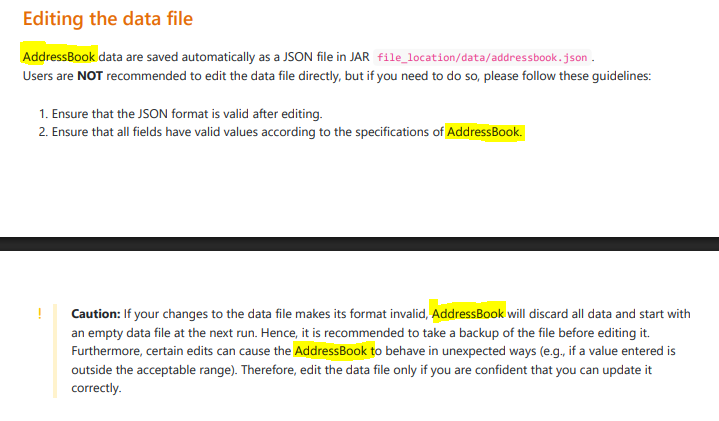 Editing the data file
AddressBook data are saved automatically as a JSON file in JAR file_location/data/addressbook.json .
Users are NOT recommended to edit the data file directly, but if you need to do so, please follow these guidelines:
1. Ensure that the JSON format is valid after editing.
2. Ensure that all fields have valid values according to the specifications of AddressBook.
! Caution: If your changes to the data file makes its format invalid, AddressBook will discard all data and start with
an empty data file at the next run. Hence, it is recommended to take a backup of the file before editing it.
Furthermore, certain edits can cause the AddressBook to behave in unexpected ways (e.g., if a value entered is
outside the acceptable range). Therefore, edit the data file only if you are confident that you can update it
correctly.